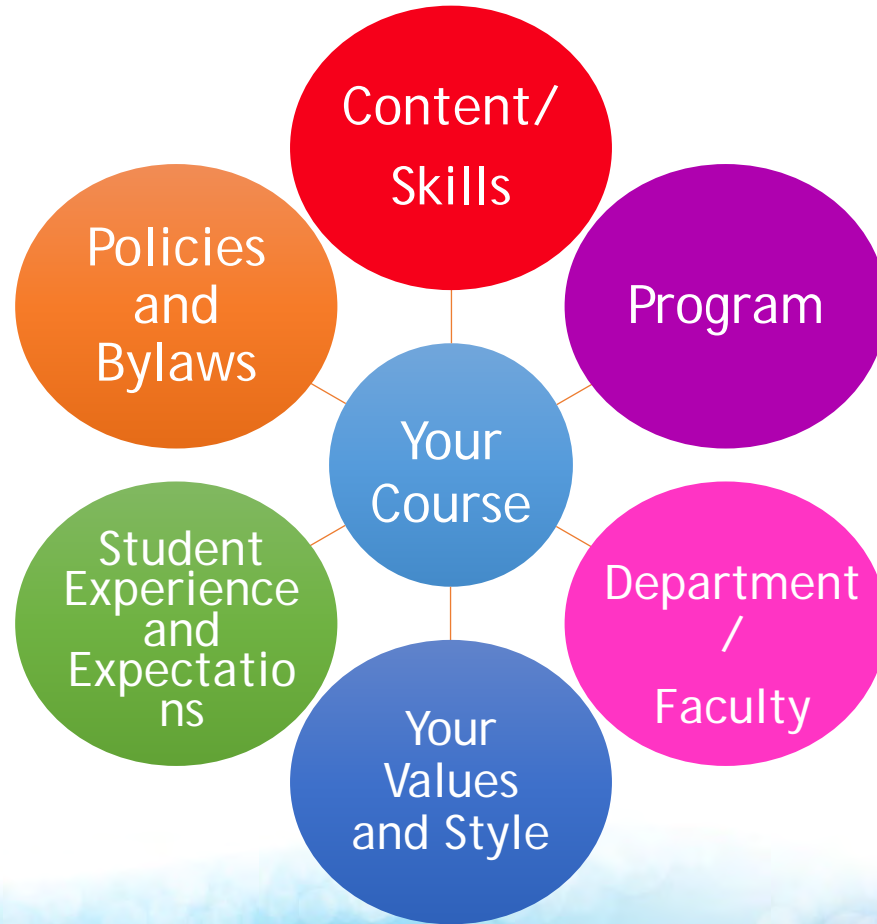 Content/
Skills
Policies
and
Bylaws
Program
Your
Course
Student
Experience
and
Expectatio
ns
Department
/
Faculty
Your
Values
and Style